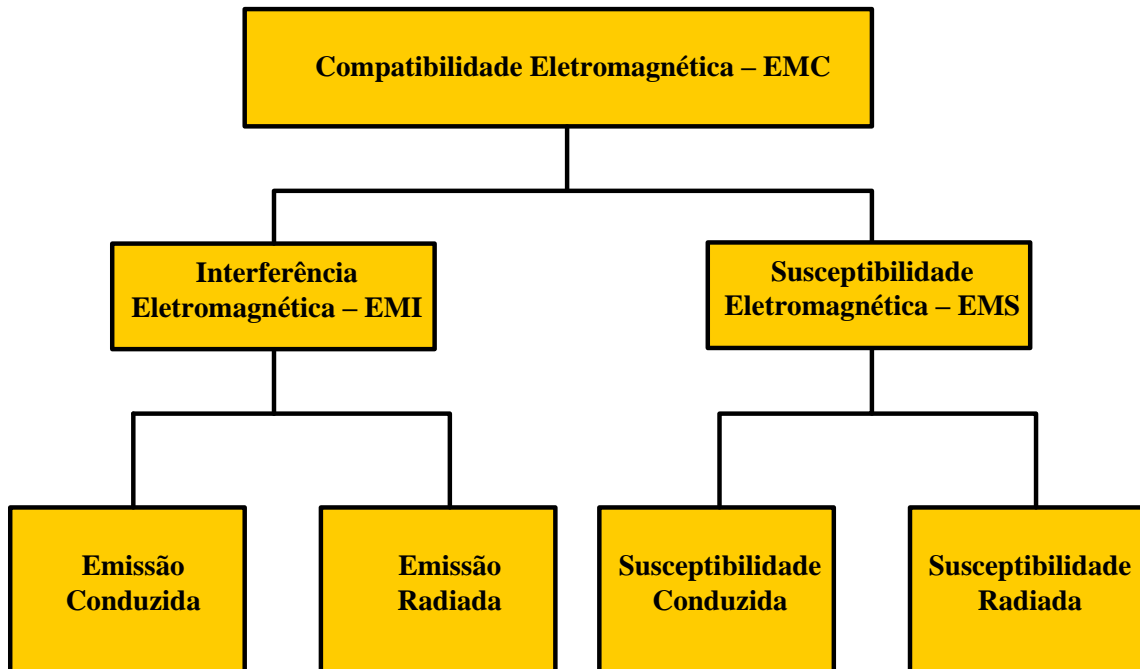 Compatibilidade Eletromagnética – EMC
Interferência
Eletromagnética – EMI
Susceptibilidade
Eletromagnética – EMS
Emissão
Conduzida
Emissão
Radiada
Susceptibilidade
Conduzida
Susceptibilidade
Radiada